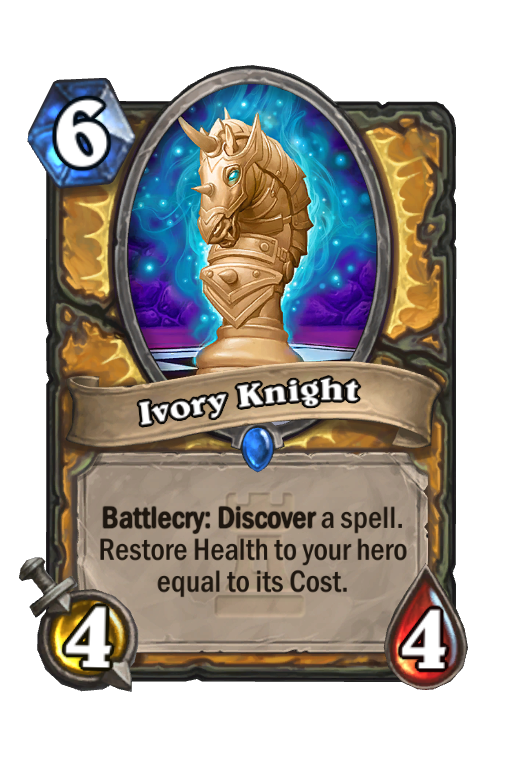 6
Ivory Knight
Battlecry: Discover a spell.
Restore Health to your hero
equal to its Cost.
4
4